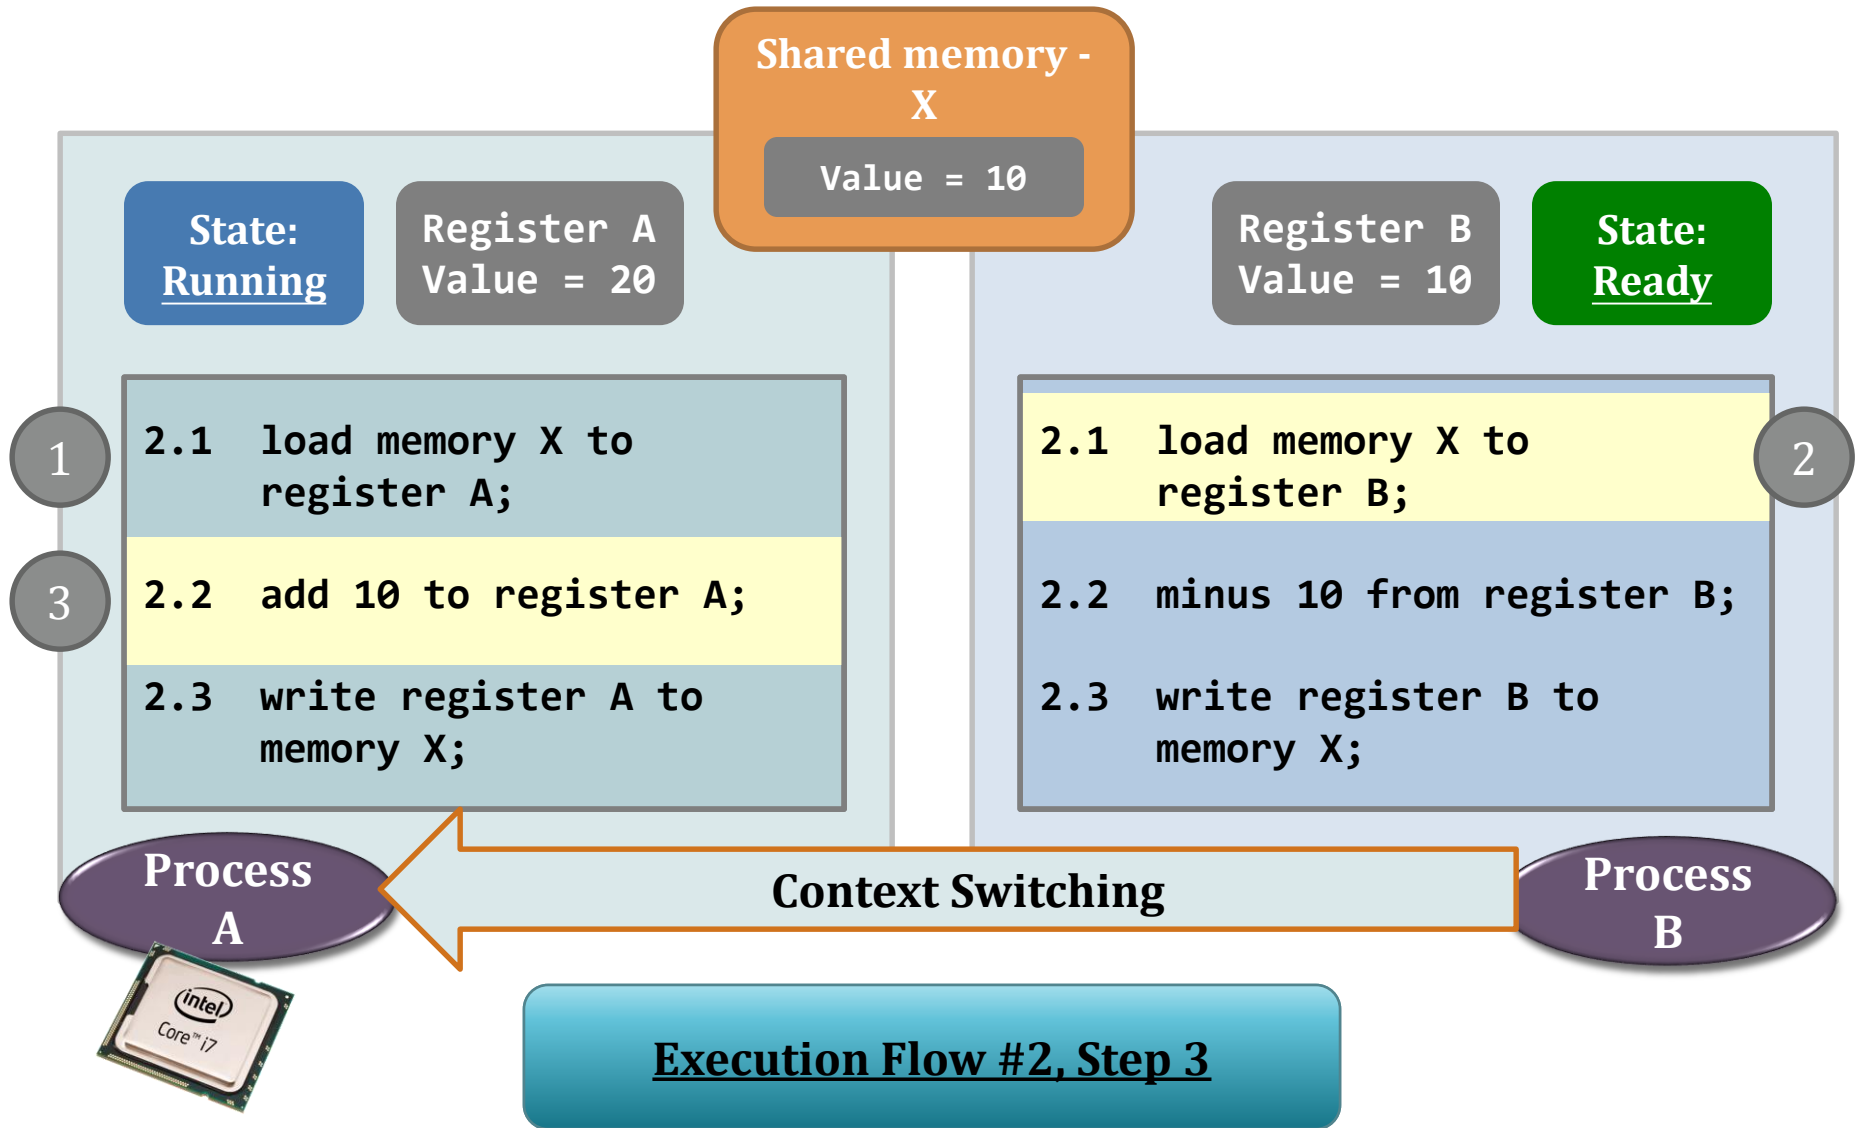 Shared memory -
X
Value = 10
State:
Running
Register A
Value = 20
Register B
Value = 10
State:
Ready
1
2.1 load memory X to
register A;
3
2.2 add 10 to register A;
2.3 write register A to
memory X;
2.1 load memory X to
register B;
2
2.2 minus 10 from register B;
2.3 write register B to
memory X;
Process
A
Context Switching
Process
B
intel
Core™ i7
Execution Flow #2, Step 3